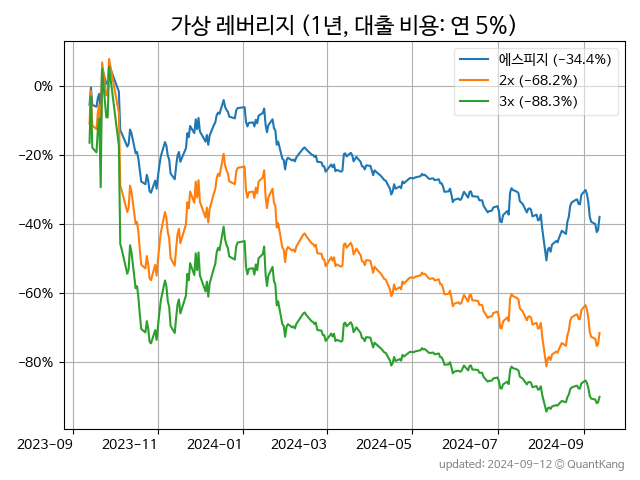 가상 레버리지 (1년, 대출 비용: 연 5%)
에스피지 (−34.4%)
2x (−68.2%)
3x (−88.3%)
0%
−20%
−40%
−60%
−80%
2023−09 2023−11 2024−01 2024−03 2024−05 2024−07 2024−09
updated: 2024-09-12 © QuantKang